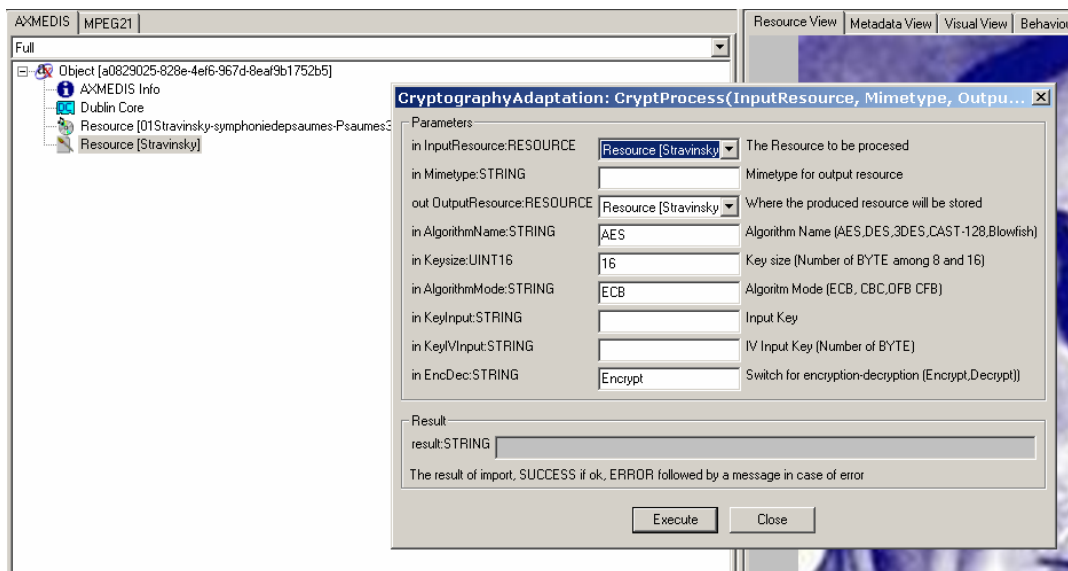 AXMEDIS MPEG21
Resource View Metadata View Visual View Behaviou
Full
Object [a0829025-828e-4ef6-967d-8eaf9b1752b5]
AXMEDIS Info
DC Dublin Core
Resource [01Stravinsky-symphoniedepsaumes-Psaumes3
Resource [Stravinsky]
CryptographyAdaptation: CryptProcess(InputResource, Mimetype, Outpu...
Parameters
in InputResource:RESOURCE Resource [Stravinsky The Resource to be procesed
in Mimetype:STRING Mimetype for output resource
out OutputResource:RESOURCE Resource [Stravinsky Where the produced resource will be stored
in AlgorithmName:STRING AES Algorithm Name (AES,DES,3DES,CAST-128,Blowfish)
in Keysize:UINT16 16 Key size (Number of BYTE among 8 and 16)
in AlgorithmMode:STRING ECB Algoritm Mode (ECB, CBC,OFB CFB)
in KeyInput:STRING Input Key
in KeyIVInput:STRING IV Input Key (Number of BYTE)
in EncDec:STRING Encrypt Switch for encryption-decryption (Encrypt,Decrypt))
Result
result:STRING
The result of import, SUCCESS if ok, ERROR followed by a message in case of error
Execute Close